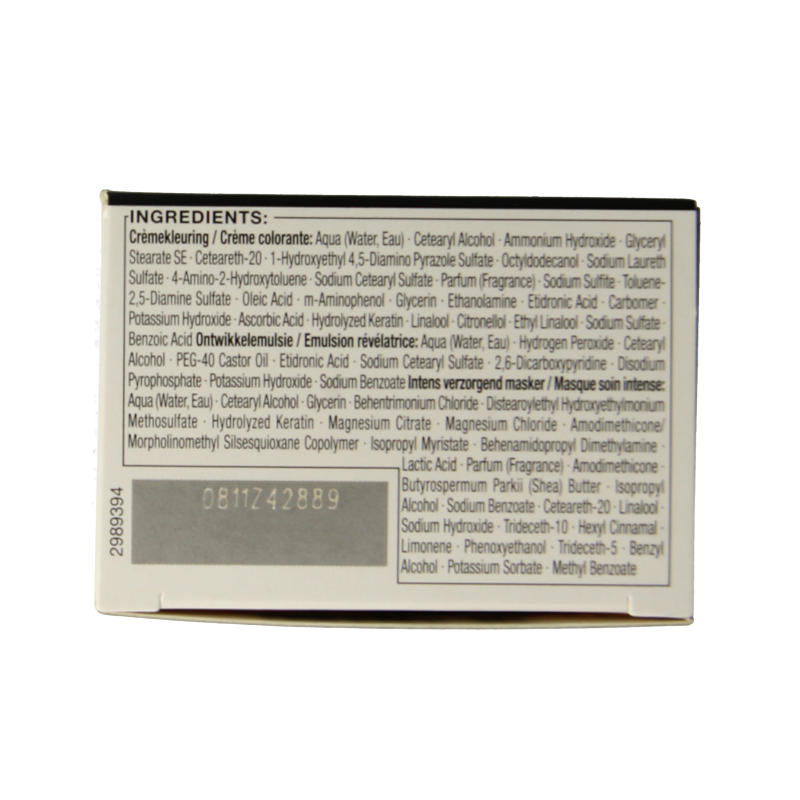 INGREDIENTS:
Crèmekleuring / Crème colorante: Aqua (Water, Eau) · Cetearyl Alcohol · Ammonium Hydroxide · Glyceryl
Stearate SE · Ceteareth-20 · 1-Hydroxyethyl 4,5-Diamino Pyrazole Sulfate · Octyldodecanol · Sodium Laureth
Sulfate · 4-Amino-2-Hydroxytoluene · Sodium Cetearyl Sulfate · Parfum (Fragrance) · Sodium Sulfite · Toluene-
2,5-Diamine Sulfate · Oleic Acid · m-Aminophenol · Glycerin · Ethanolamine · Etidronic Acid · Carbomer ·
Potassium Hydroxide · Ascorbic Acid · Hydrolyzed Keratin · Linalool · Citronellol · Ethyl Linalool · Sodium Sulfate ·
Benzoic Acid Ontwikkelemulsie / Emulsion révélatrice: Aqua (Water, Eau) · Hydrogen Peroxide · Cetearyl
Alcohol · PEG-40 Castor Oil · Etidronic Acid · Sodium Cetearyl Sulfate · 2,6-Dicarboxypyridine · Disodium
Pyrophosphate · Potassium Hydroxide · Sodium Benzoate Intens verzorgend masker / Masque soin intense:
Aqua (Water, Eau) · Cetearyl Alcohol · Glycerin · Behentrimonium Chloride · Distearoylethyl Hydroxyethylmonium
Methosulfate · Hydrolyzed Keratin · Magnesium Citrate · Magnesium Chloride · Amodimethicone/
Morpholinomethyl Silsesquioxane Copolymer · Isopropyl Myristate · Behenamidopropyl Dimethylamine ·
Lactic Acid · Parfum (Fragrance) · Amodimethicone ·
Butyrospermum Parkii (Shea) Butter · Isopropyl
Alcohol · Sodium Benzoate · Ceteareth-20 · Linalool ·
Sodium Hydroxide · Trideceth-10 · Hexyl Cinnamal ·
Limonene · Phenoxyethanol · Trideceth-5 · Benzyl
Alcohol · Potassium Sorbate · Methyl Benzoate
0811Z42889
2989394